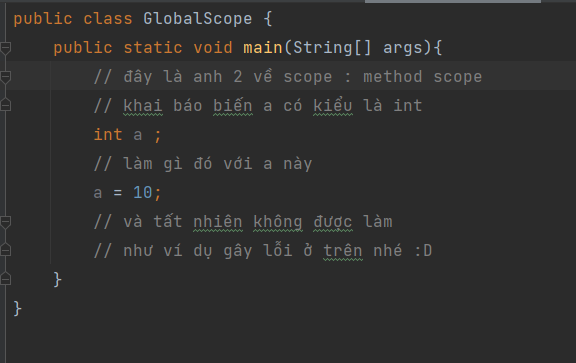 public class GlobalScope {
public static void main(String[] args){
// đây là anh 2 về scope : method scope
// khai báo biến a có kiểu là int
int a ;
// làm gì đó với a này
a = 10;
// và tất nhiên không được làm
// như ví dụ gây lỗi ở trên nhé :D
}
}